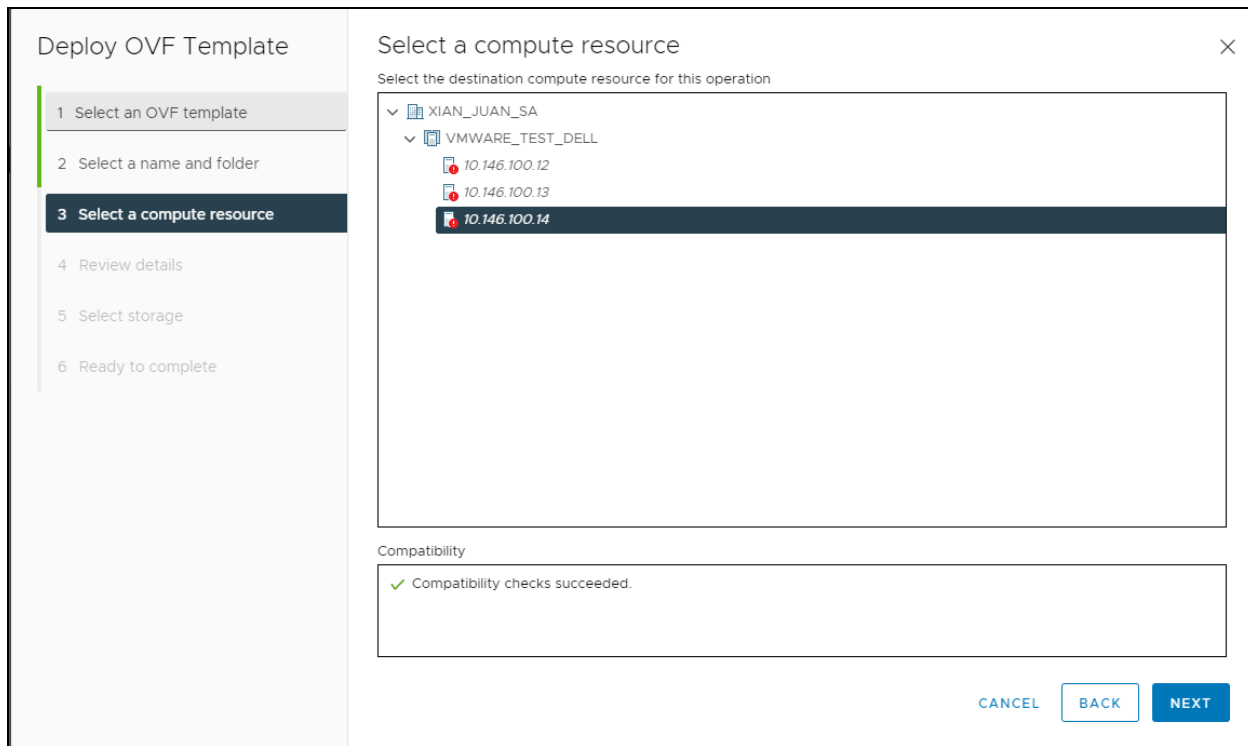 Deploy OVF Template
1 Select an OVF template
2 Select a name and folder
3 Select a compute resource
4 Review details
5 Select storage
6 Ready to complete
Select a compute resource
Select the destination compute resource for this operation
XIAN_JUAN_SA
VMWARE_TEST_DELL
10.146.100.12
10.146.100.13
10.146.100.14
Compatibility
Compatibility checks succeeded.
CANCEL BACK NEXT